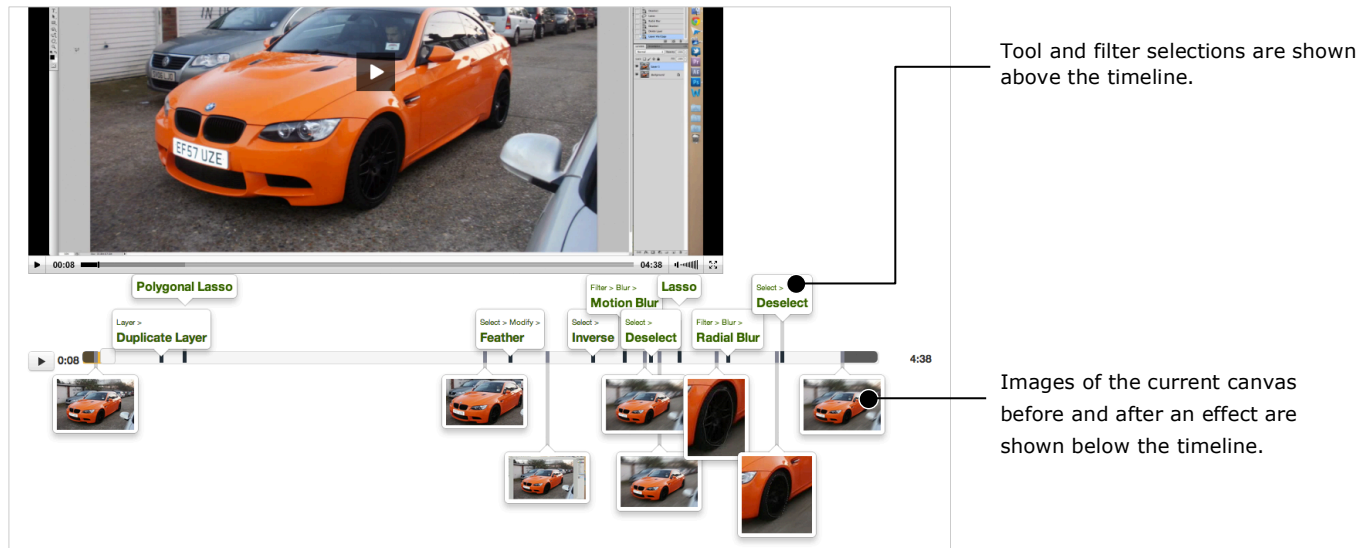 EF57 UZE
00:08
04:38
Tool and filter selections are shown
above the timeline.
Polygonal Lasso
Filter > Blur >
Motion Blur
Lasso
Select >
Deselect
Layer >
Duplicate Layer
Select > Modify >
Feather
Select >
Inverse
Select >
Deselect
Filter > Blur >
Radial Blur
0:08
4:38
Images of the current canvas
before and after an effect are
shown below the timeline.